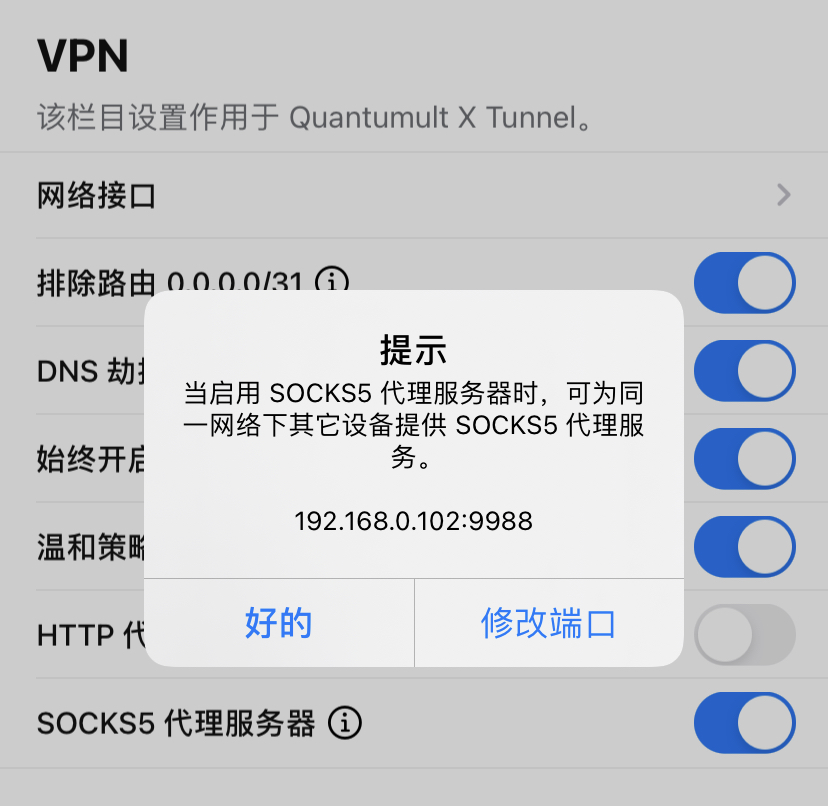 VPN
该栏目设置作用于 Quantumult X Tunnel。
网络接口
排除路由 0.0.0.0/31
DNS 劫
提示
当启用 SOCKS5 代理服务器时，可为同
一网络下其它设备提供 SOCKS5 代理服
务。
始终开启
192.168.0.102:9988
温和策略
HTTP 代
好的
修改端口
SOCKS5 代理服务器